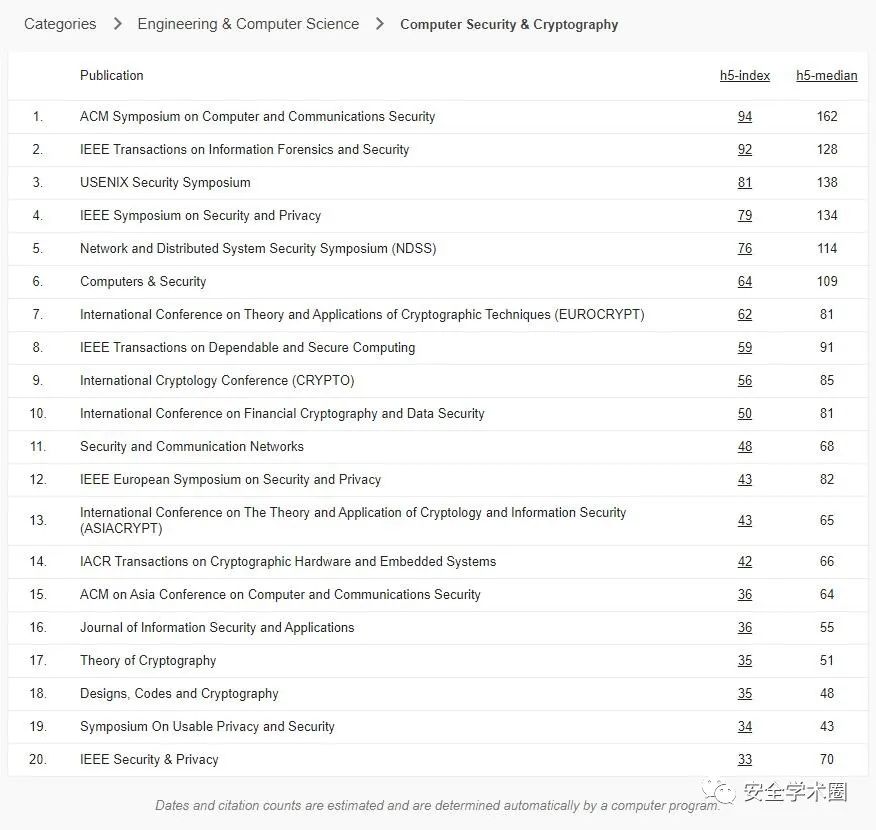 Categories > Engineering & Computer Science > Computer Security & Cryptography
Publication h5-index h5-median
1. ACM Symposium on Computer and Communications Security 94 162
2. IEEE Transactions on Information Forensics and Security 92 128
3. USENIX Security Symposium 81 138
4. IEEE Symposium on Security and Privacy 79 134
5. Network and Distributed System Security Symposium (NDSS) 76 114
6. Computers & Security 64 109
7. International Conference on Theory and Applications of Cryptographic Techniques (EUROCRYPT) 62 81
8. IEEE Transactions on Dependable and Secure Computing 59 91
9. International Cryptology Conference (CRYPTO) 56 85
10. International Conference on Financial Cryptography and Data Security 50 81
11. Security and Communication Networks 48 68
12. IEEE European Symposium on Security and Privacy 43 82
13. International Conference on The Theory and Application of Cryptology and Information Security
(ASIACRYPT) 43 65
14. IACR Transactions on Cryptographic Hardware and Embedded Systems 42 66
15. ACM on Asia Conference on Computer and Communications Security 36 64
16. Journal of Information Security and Applications 36 55
17. Theory of Cryptography 35 51
18. Designs, Codes and Cryptography 35 48
19. Symposium On Usable Privacy and Security 34 43
20. IEEE Security & Privacy 33 70
安全学术圈
Dates and citation counts are estimated and are determined automatically by a computer program.